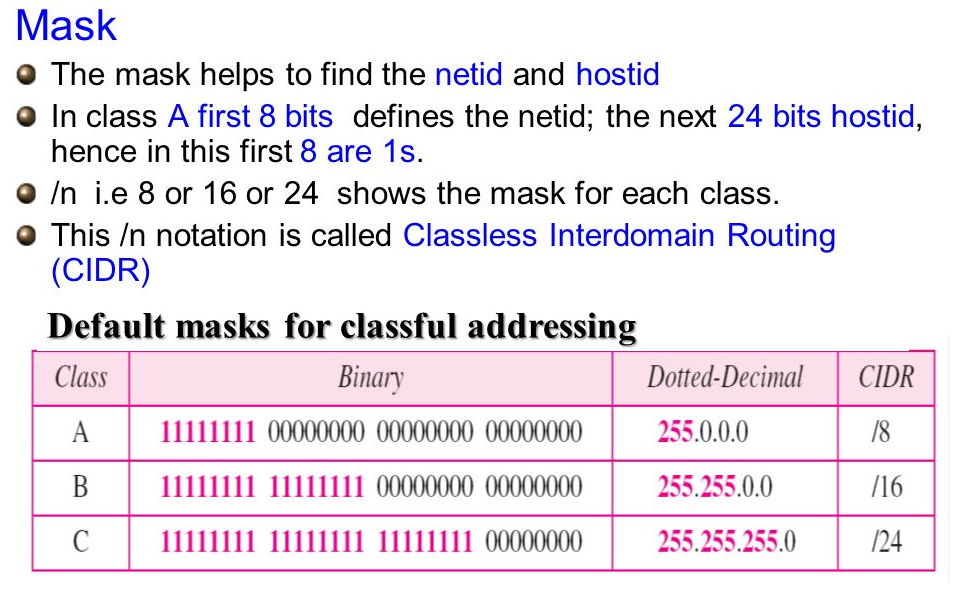 Mask
The mask helps to find the netid and hostid
In class A first 8 bits defines the netid; the next 24 bits hostid,
hence in this first 8 are 1s.
/n i.e 8 or 16 or 24 shows the mask for each class.
This /n notation is called Classless Interdomain Routing
(CIDR)
Default masks for classful addressing
Class Binary Dotted-Decimal CIDR
A 11111111 00000000 00000000 00000000 255.0.0.0 /8
B 11111111 11111111 00000000 00000000 255.255.0.0 /16
C 11111111 11111111 11111111 00000000 255.255.255.0 /24